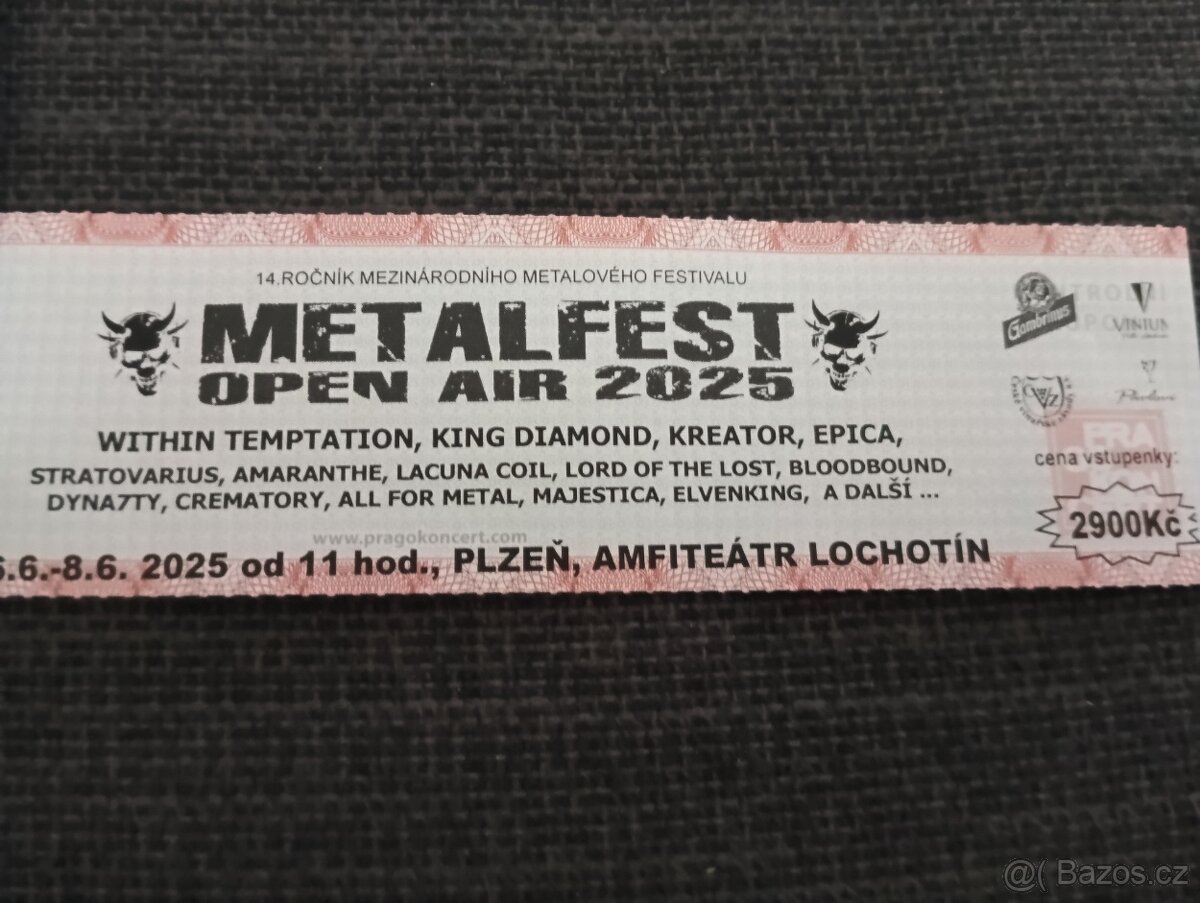 14.ROČNÍK MEZINÁRODNÍHO METALOVÉHO FESTIVALU
METALFEST
OPEN AIR 2025
WITHIN TEMPTATION, KING DIAMOND, KREATOR, EPICA,
STRATOVARIUS, AMARANTHE, LACUNA COIL, LORD OF THE LOST, BLOODBOUND,
DYNA7TY, CREMATORY, ALL FOR METAL, MAJESTICA, ELVENKING, A DALŠÍ ...
www.pragokoncert.com
6.6.-8.6. 2025 od 11 hod., PLZEŇ, AMFITEÁTR LOCHOTÍN
Gambrinus
VINIUM
cena vstupenky:
2900Kč
@( Bazos.cz